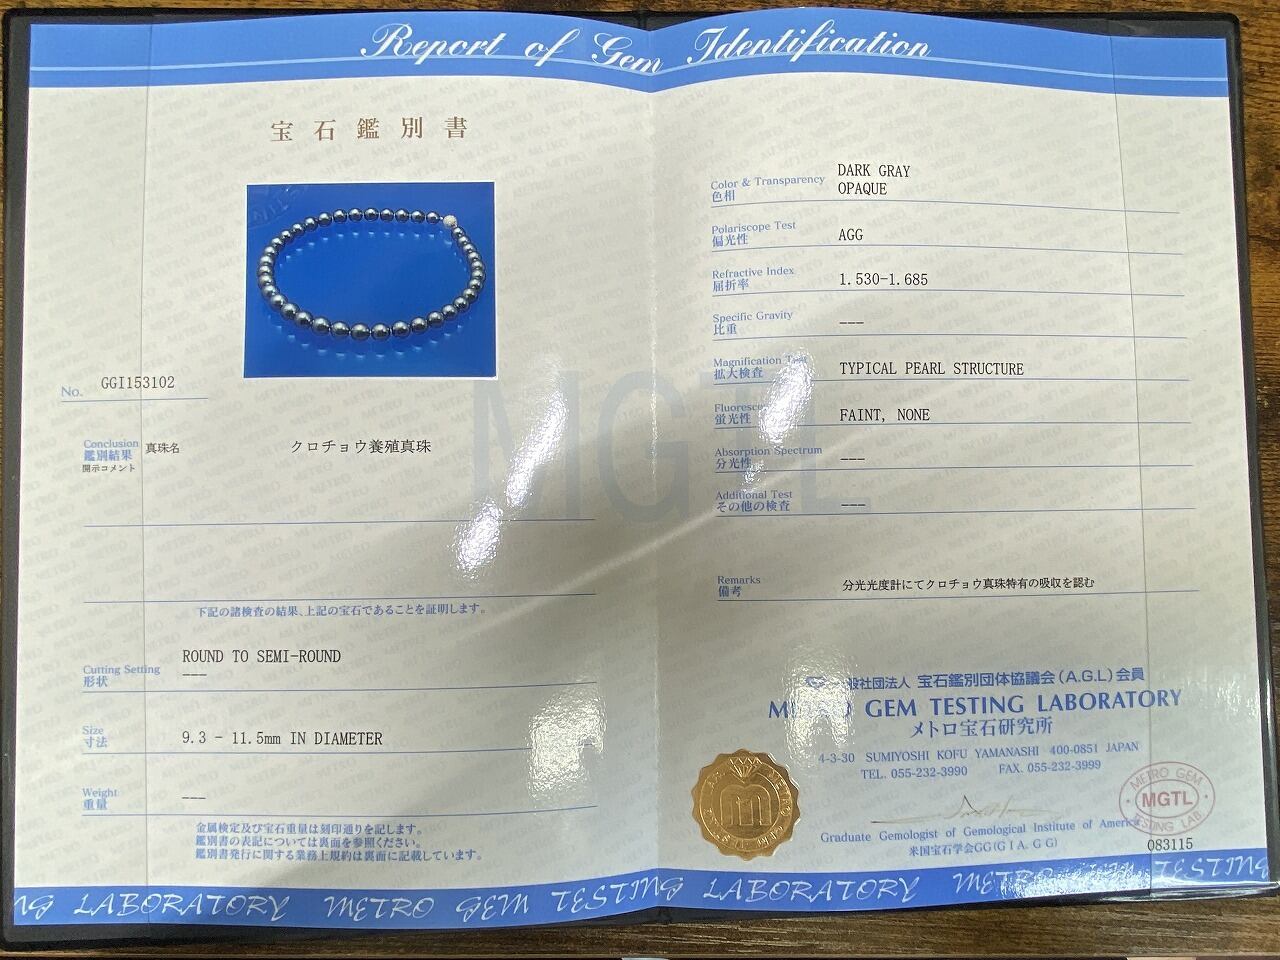 Report of Gem Identification
宝石鑑別書
No. GGI153102
Conclusion
鑑別結果 真珠名 クロチョウ養殖真珠
開示コメント
下記の諸検査の結果、上記の宝石であることを証明します。
Cutting Setting ROUND TO SEMI-ROUND
形状 ---
Size
寸法 9.3 - 11.5mm IN DIAMETER
Weight
重量 ---
金属検定及び宝石重量は刻印通りを記します。
鑑別書の表記については裏面を参照ください。
鑑別書発行に関する業務上規約は裏面に記載しています。
Color & Transparency DARK GRAY
色相 OPAQUE
Polariscope Test
偏光性 AGG
Refractive Index
屈折率 1.530-1.685
Specific Gravity
比重 ---
Magnification
拡大検査 TYPICAL PEARL STRUCTURE
蛍光性 FAINT, NONE
Absorption Spectrum
分光性 ---
Additional Test
その他の検査 ---
Remarks
備考 分光光度計にてクロチョウ真珠特有の吸収を認む
社団法人 宝石鑑別団体協議会(A.G.L)会員
METRO GEM TESTING LABORATORY
メトロ宝石研究所
4-3-30 SUMIYOSHI KOFU YAMANASHI 400-0851 JAPAN
TEL. 055-232-3990 FAX. 055-232-3999
Graduate Gemologist of Gemological Institute of America
米国宝石学会GG(GIA.GG)
METRO GEM
MGTL
TESTING LAB.
083115
MGTL
LABORATORY METRO GEM TESTING LABORATORY